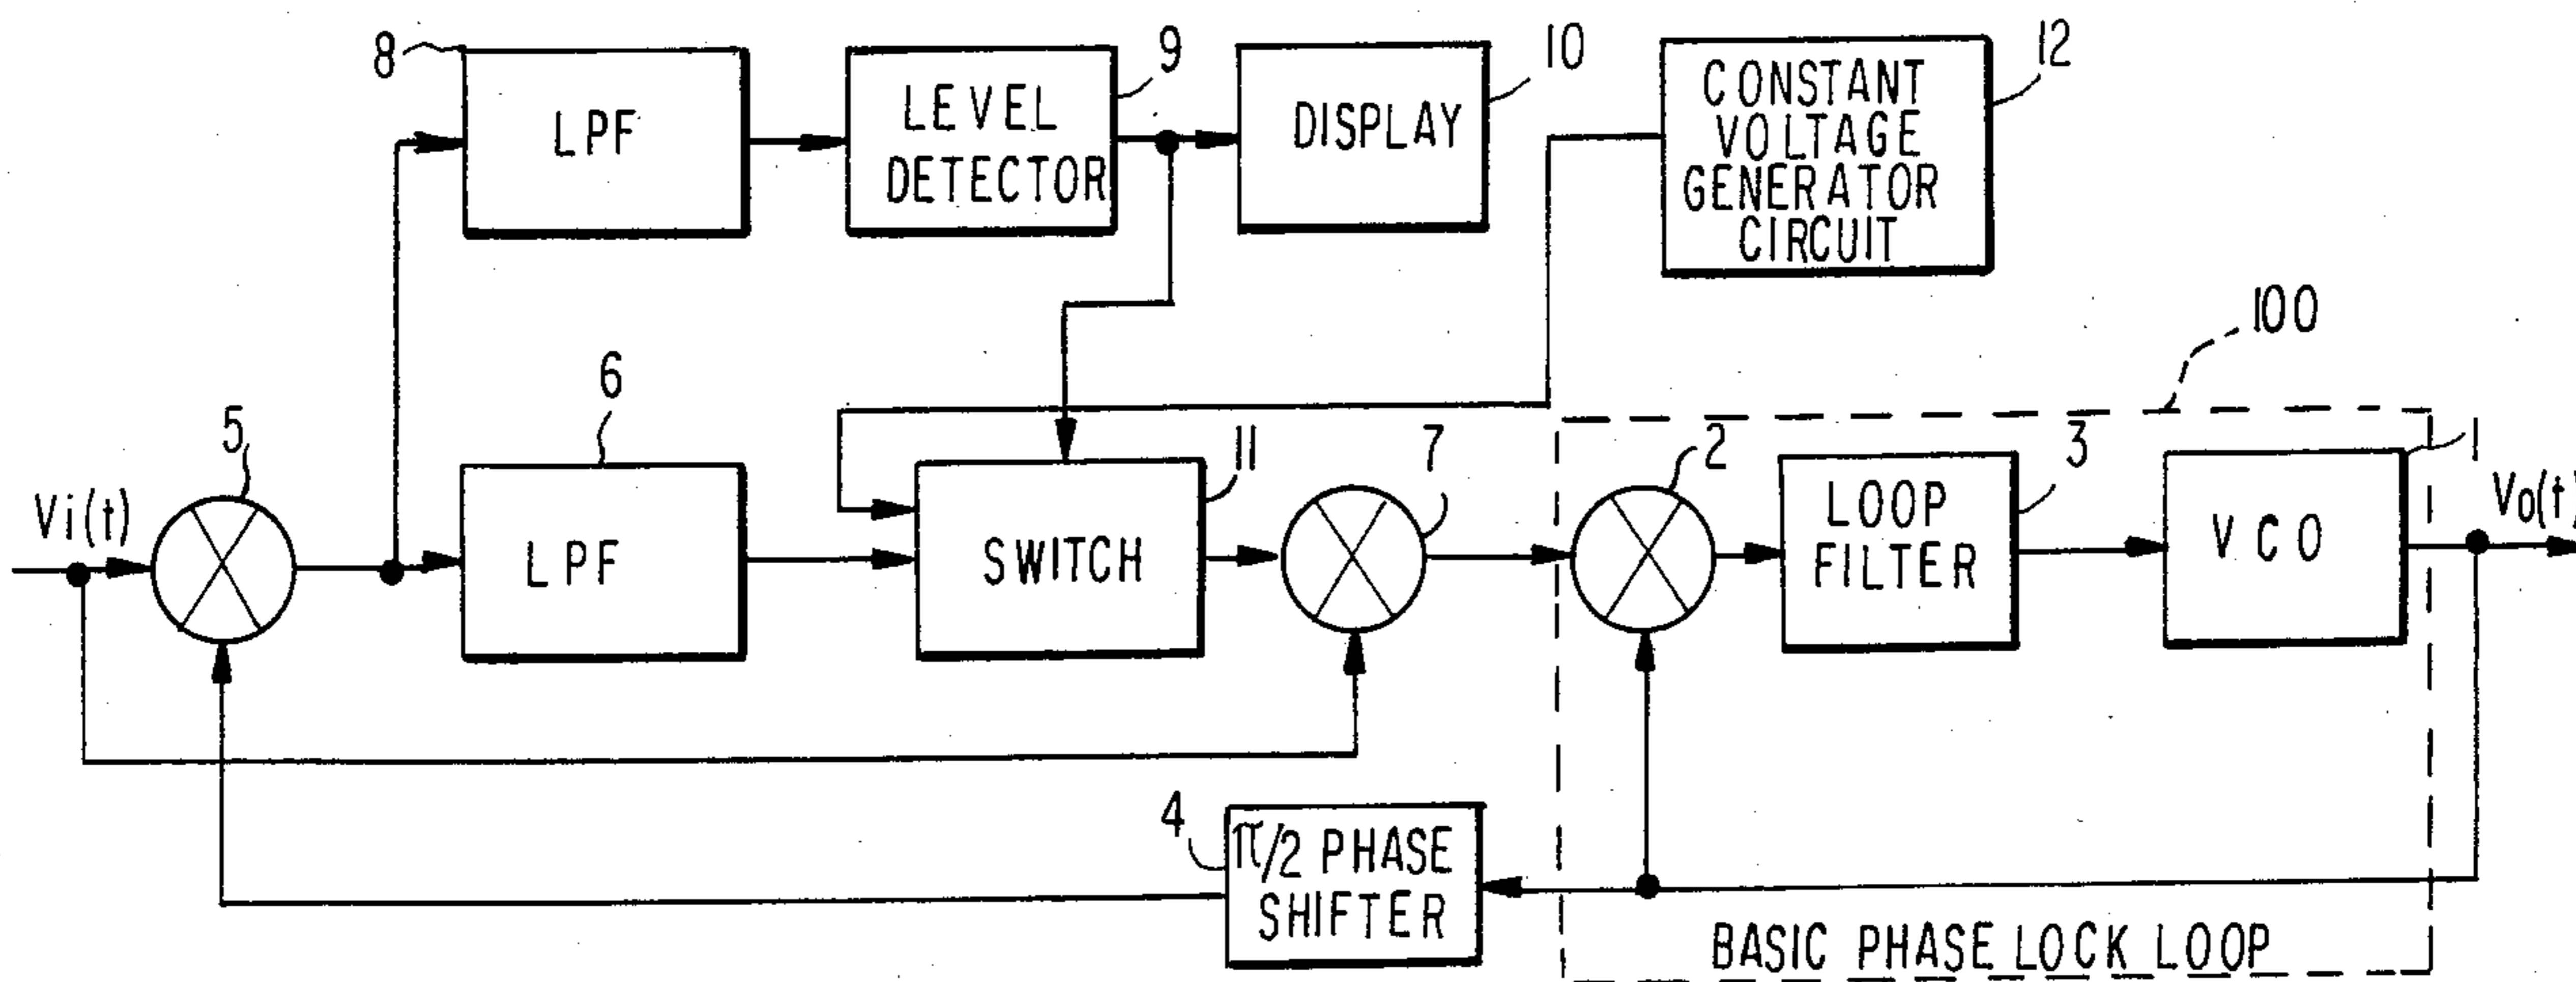 8
LPF
9
LEVEL
DETECTOR
10
DISPLAY
12
CONSTANT
VOLTAGE
GENERATOR
CIRCUIT
100
5
Vi(t)
6
LPF
11
SWITCH
7
2
3
LOOP
FILTER
1
VCO
Vo(t)
4
π/2 PHASE
SHIFTER
BASIC PHASE LOCK LOOP